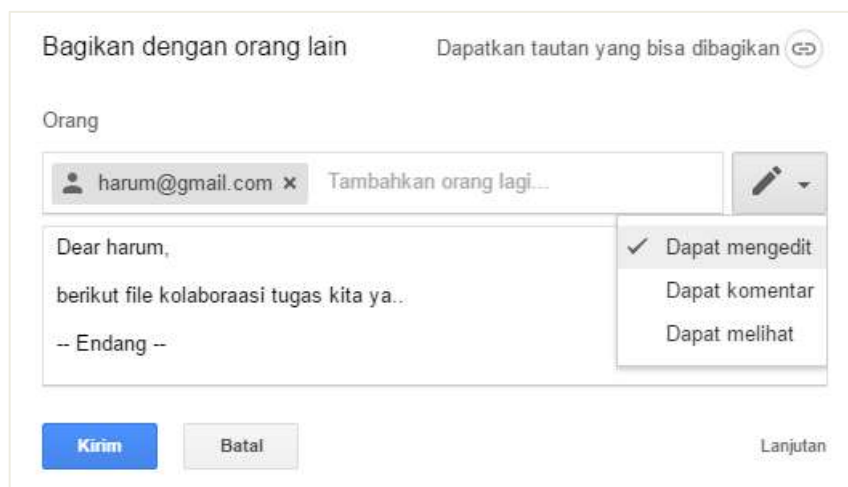 Bagikan dengan orang lain
Dapatkan tautan yang bisa dibagikan
Orang
harum@gmail.com × Tambahkan orang lagi...
Dapat mengedit
Dapat komentar
Dapat melihat
Dear harum,
berikut file kolaboraasi tugas kita ya..
-- Endang --
Kirim
Batal
Lanjutan